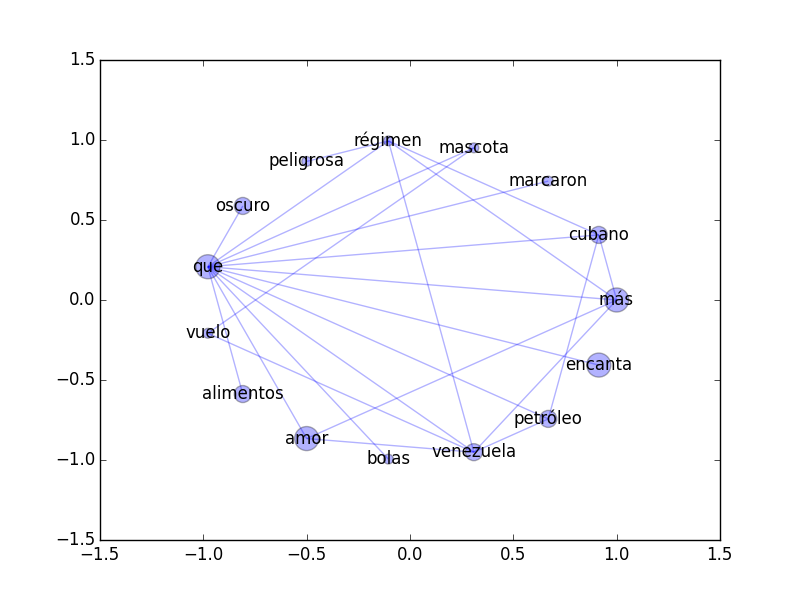 1.5
1.0
0.5
0.0
−0.5
−1.0
−1.5
régimen
mascota
peligrosa
marcaron
oscuro
cubano
que
más
vuelo
encanta
alimentos
petróleo
amor
venezuela
bolas
−1.5 −1.0 −0.5 0.0 0.5 1.0 1.5